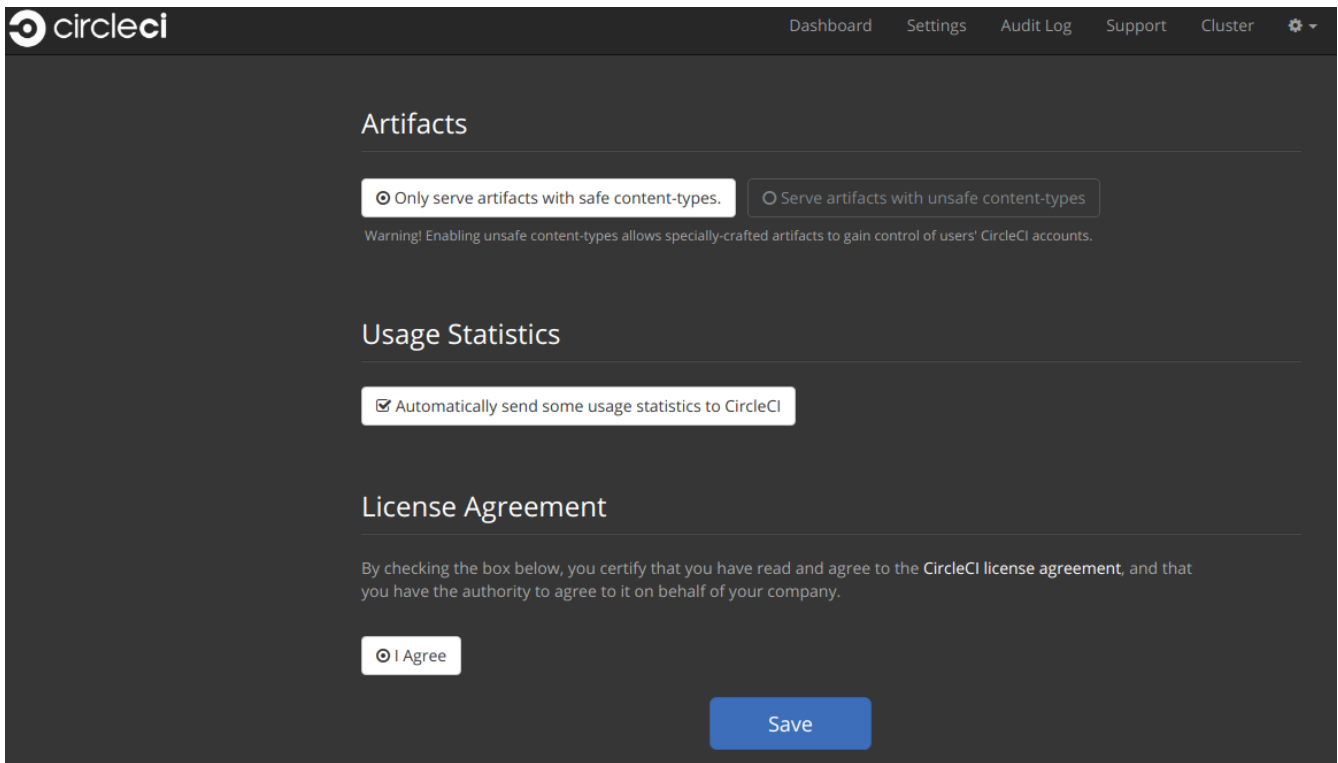 circleci
Dashboard Settings Audit Log Support Cluster
Artifacts
Only serve artifacts with safe content-types. Serve artifacts with unsafe content-types
Warning! Enabling unsafe content-types allows specially-crafted artifacts to gain control of users' CircleCI accounts.
Usage Statistics
Automatically send some usage statistics to CircleCI
License Agreement
By checking the box below, you certify that you have read and agree to the CircleCI license agreement, and that
you have the authority to agree to it on behalf of your company.
I Agree
Save